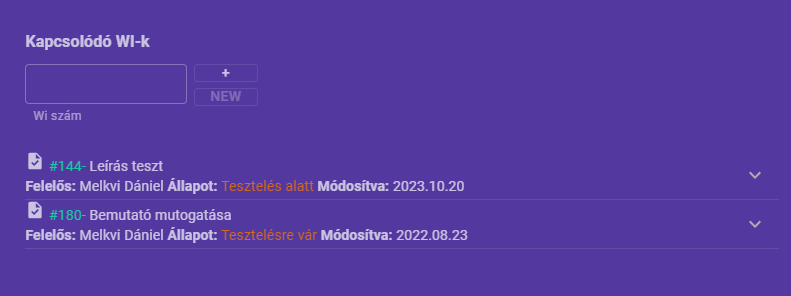 Kapcsolódó WI-k
+
NEW
Wi szám
#144- Leírás teszt
Felelős: Melkvi Dániel Állapot: Tesztelés alatt Módosítva: 2023.10.20
#180- Bemutató mutogatása
Felelős: Melkvi Dániel Állapot: Tesztelésre vár Módosítva: 2022.08.23